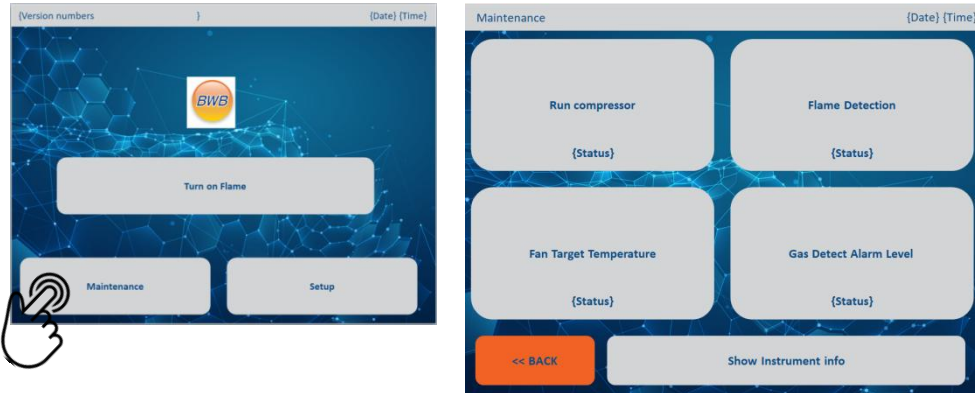 {Version numbers }
{Date} {Time}
BWB
Turn on Flame
Maintenance
Setup
Maintenance
{Date} {Time}
Run compressor
{Status}
Flame Detection
{Status}
Fan Target Temperature
{Status}
Gas Detect Alarm Level
{Status}
<< BACK
Show Instrument info